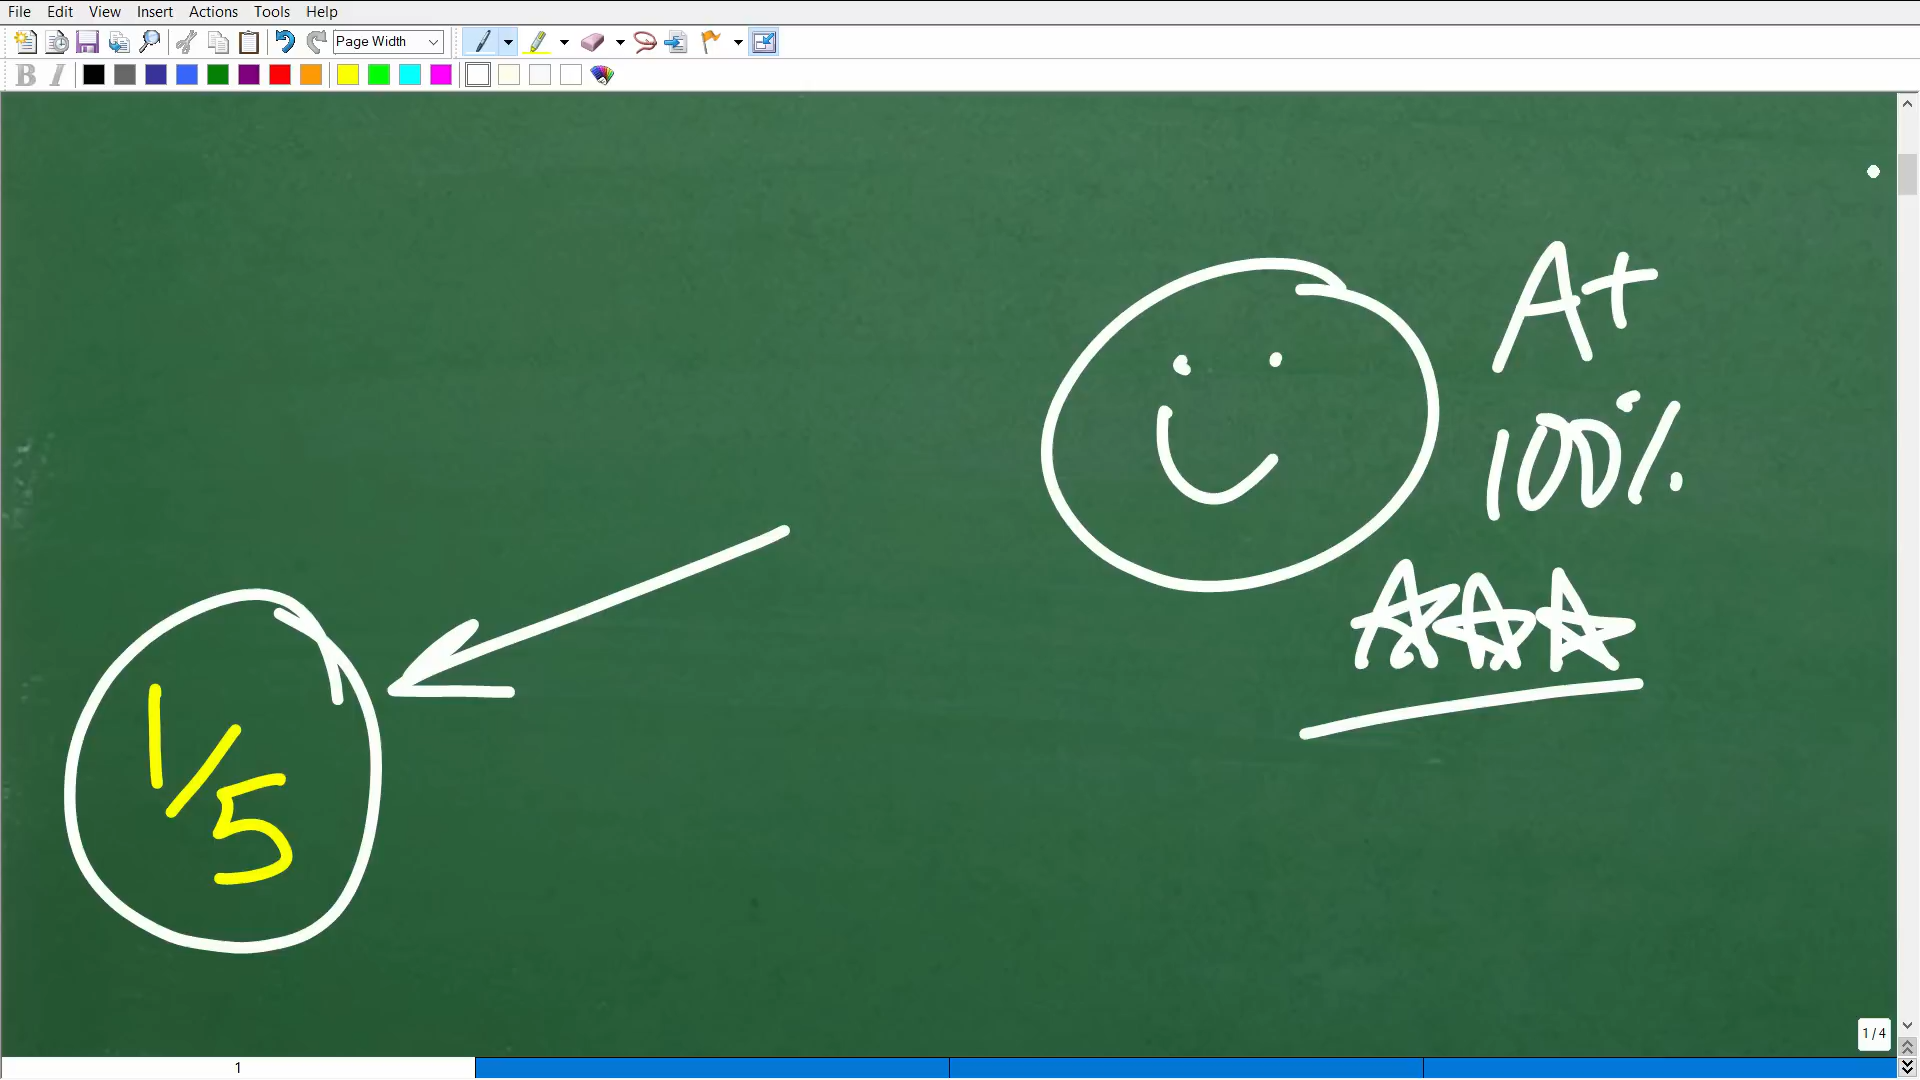 File Edit View Insert Actions Tools Help
Page Width
B I
A+
100%
1/5
1 / 4
1